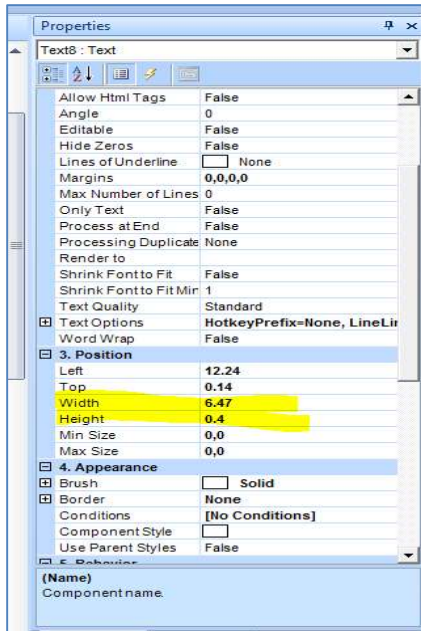 Properties
Text8 : Text
Allow Html Tags False
Angle 0
Editable False
Hide Zeros False
Lines of Underline None
Margins 0,0,0,0
Max Number of Lines 0
Only Text False
Process at End False
Processing Duplicate None
Render to
Shrink Font to Fit False
Shrink Font to Fit Min 1
Text Quality Standard
Text Options HotkeyPrefix=None, LineLir
Word Wrap False
3. Position
Left 12.24
Top 0.14
Width 6.47
Height 0.4
Min Size 0,0
Max Size 0,0
4. Appearance
Brush Solid
Border None
Conditions [No Conditions]
Component Style
Use Parent Styles False
5. Behavior
(Name)
Component name.